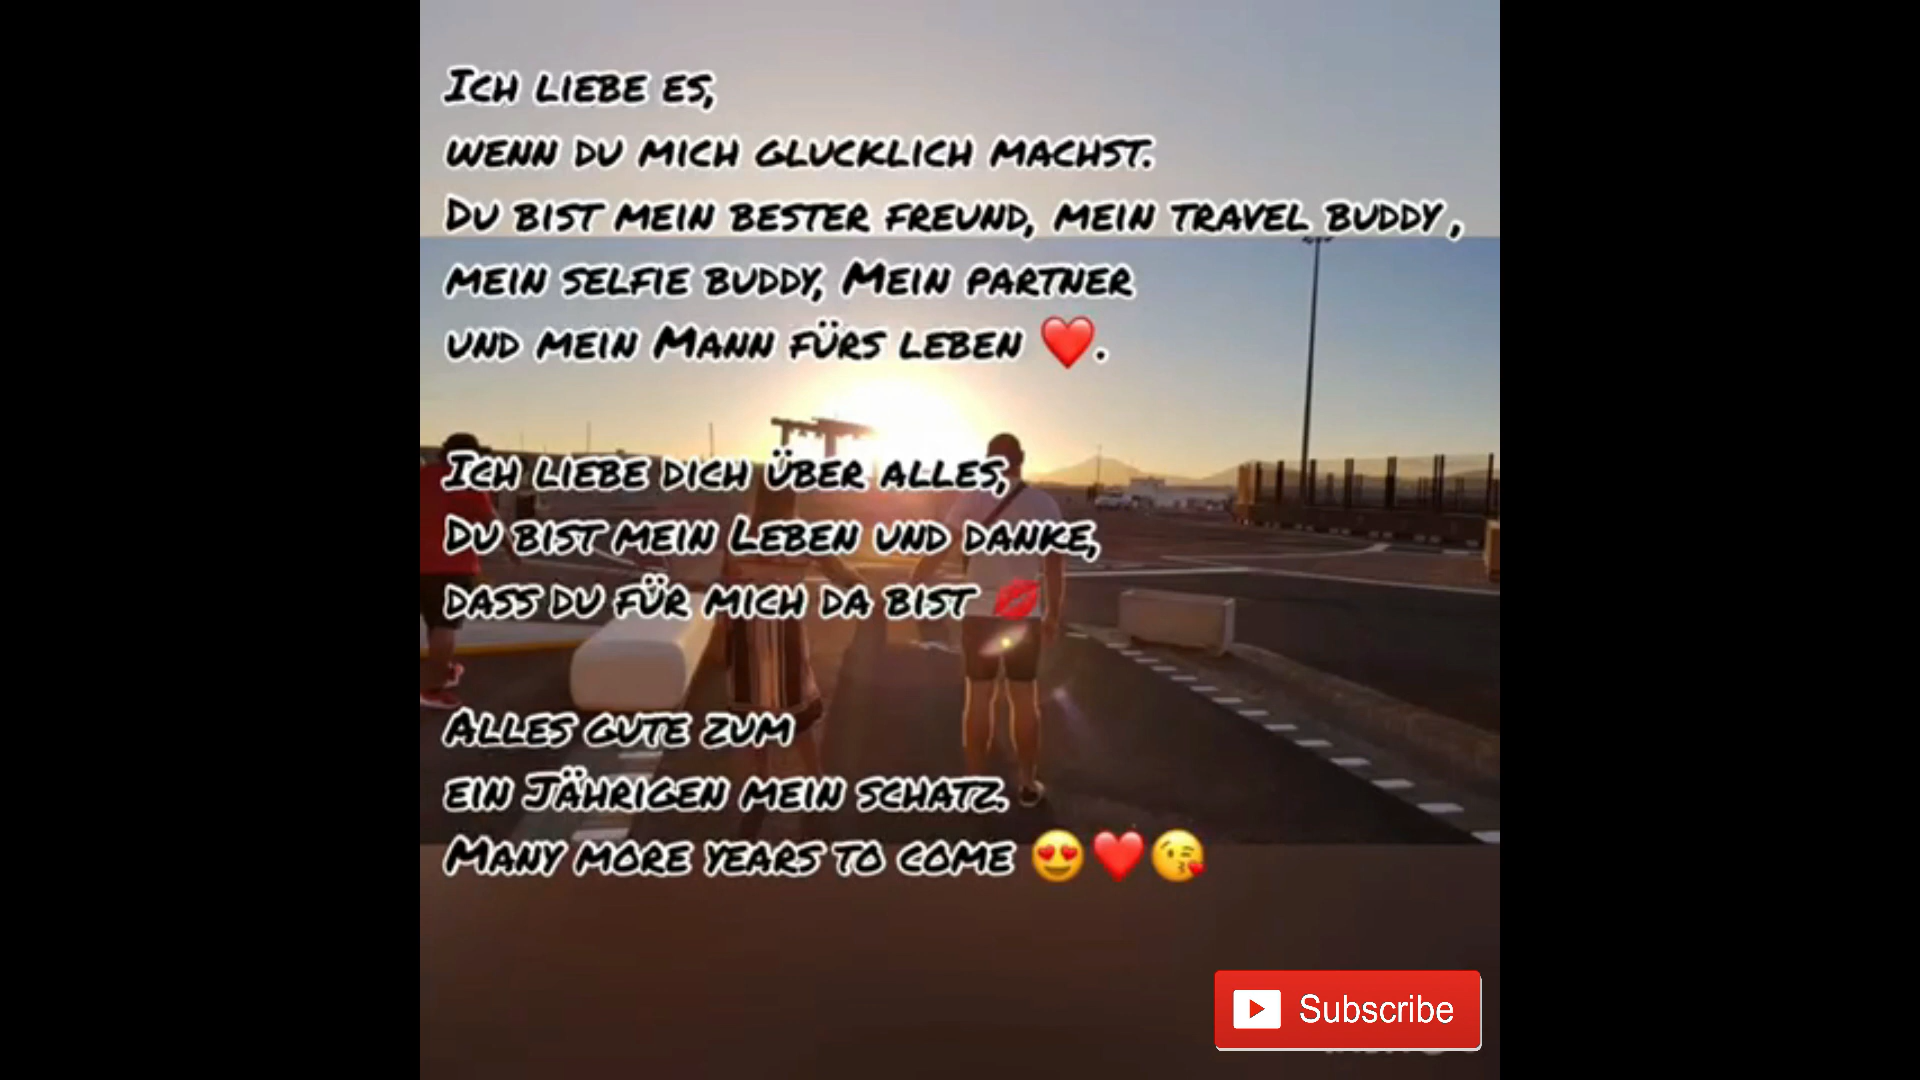 Ich liebe es,
wenn du mich glucklich machst.
Du bist mein bester freund, mein travel buddy ,
mein selfie buddy, Mein partner
und mein Mann fürs leben ❤️.
Ich liebe dich über alles,
Du bist mein Leben und danke,
dass du für mich da bist 💋
Alles gute zum
ein Jährigen mein schatz.
Many more years to come 😍❤️😘
Subscribe